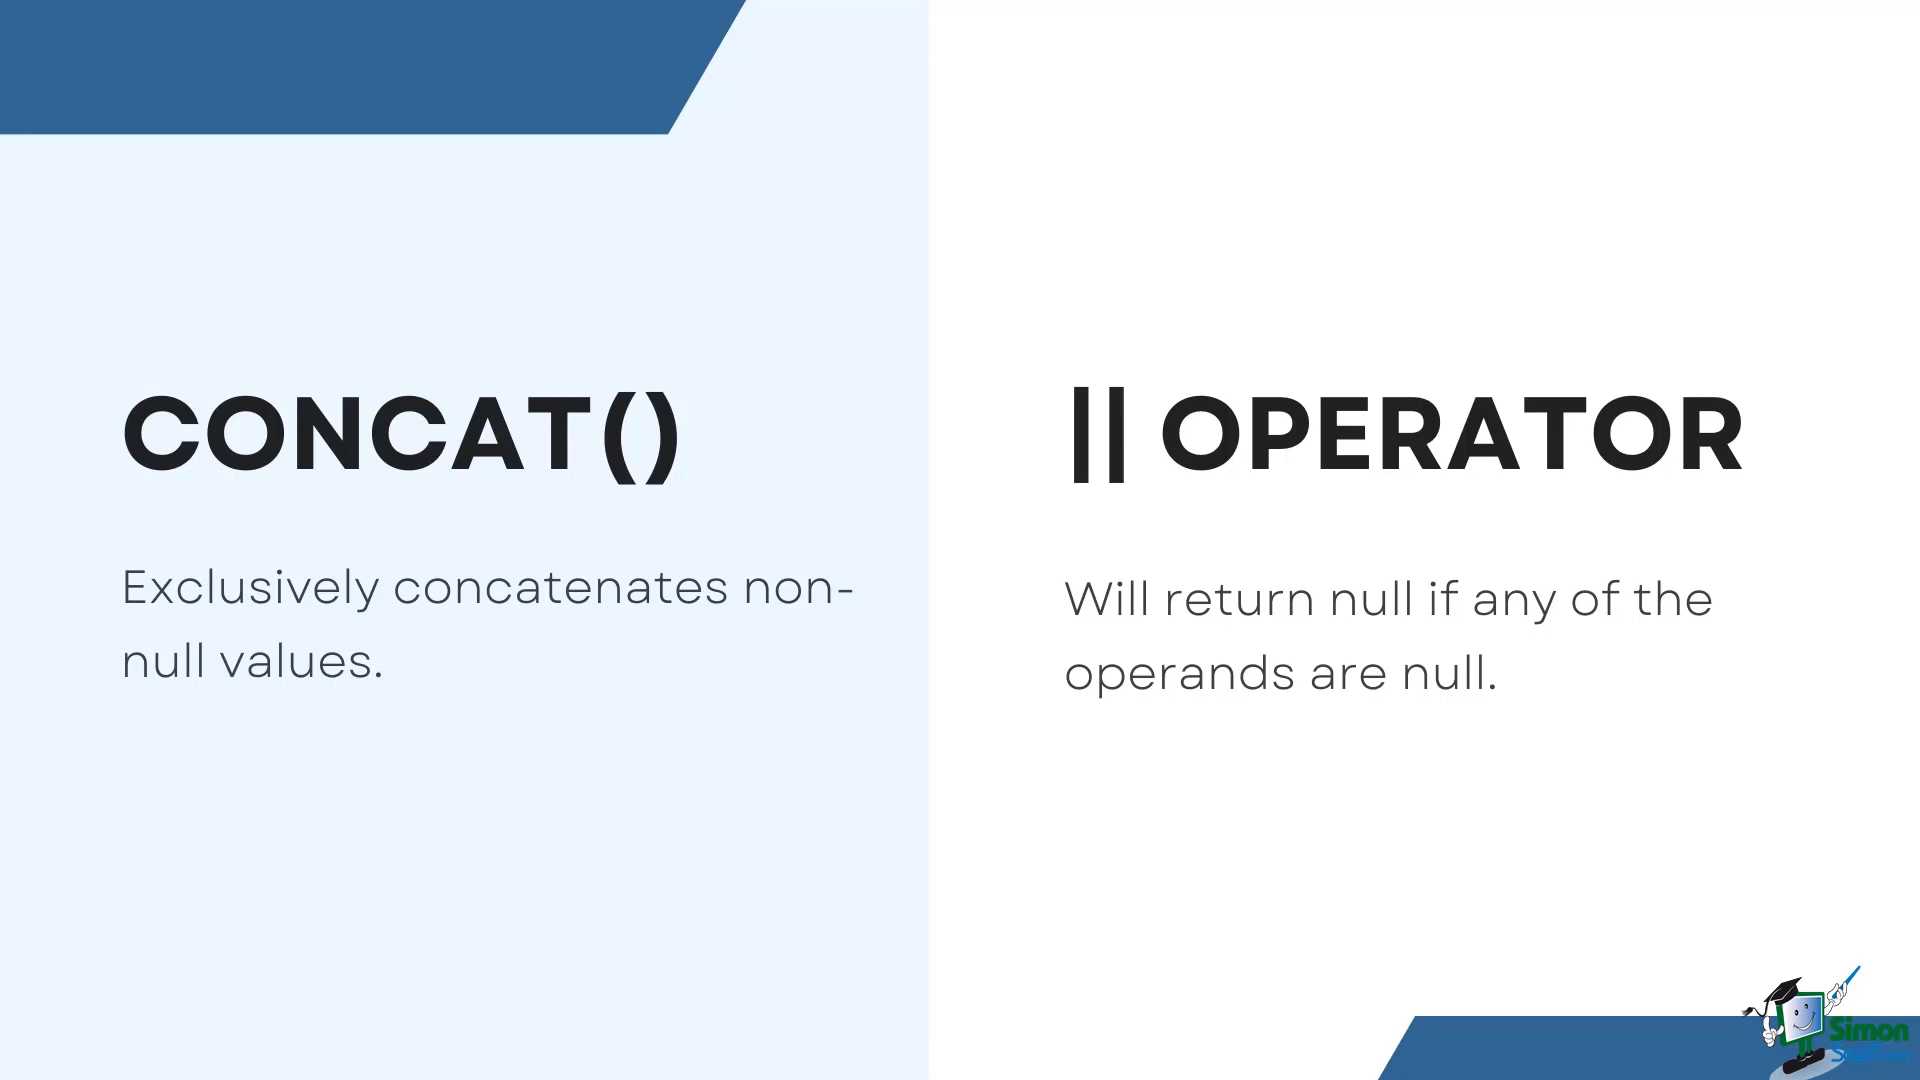 CONCAT()
Exclusively concatenates non-
null values.
|| OPERATOR
Will return null if any of the
operands are null.
Simon